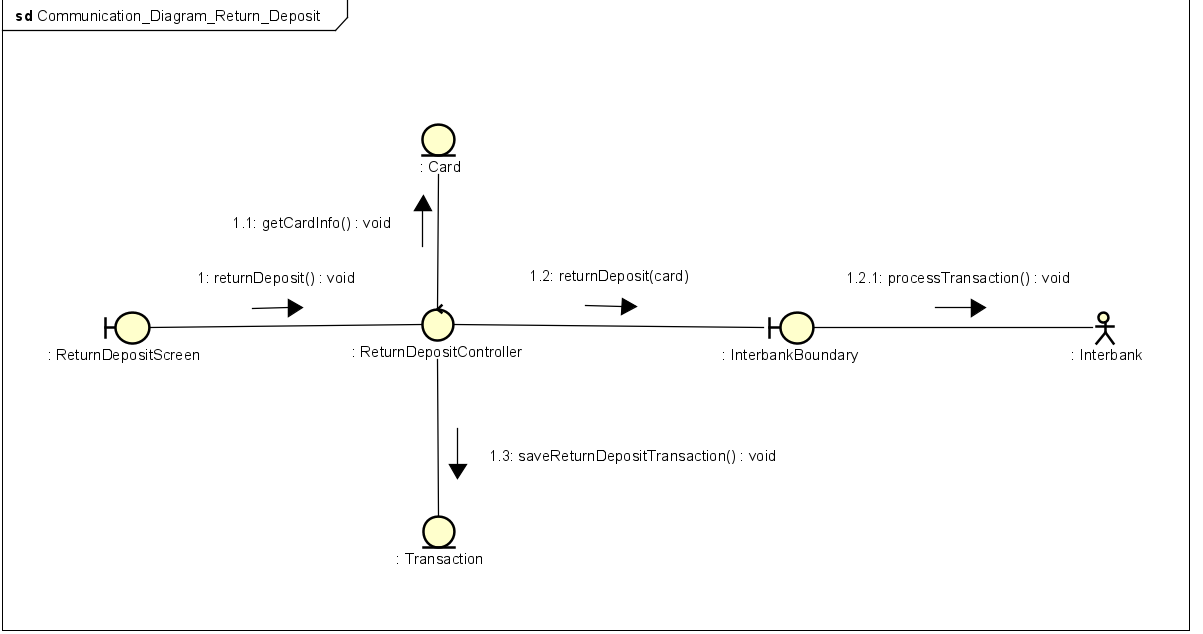 sd Communication_Diagram_Return_Deposit
: Card
1.1: getCardInfo() : void
1: returnDeposit() : void
1.2: returnDeposit(card)
1.2.1: processTransaction() : void
: ReturnDepositScreen
: ReturnDepositController
: InterbankBoundary
: Interbank
1.3: saveReturnDepositTransaction() : void
: Transaction